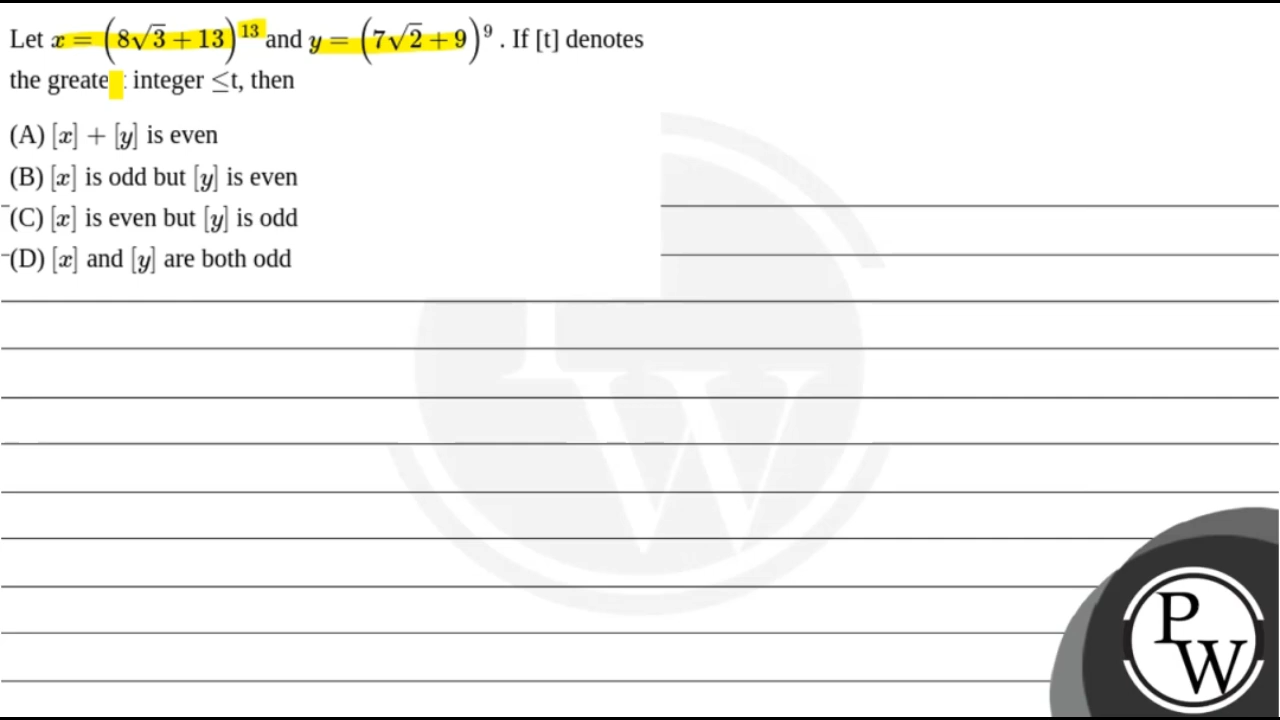 Let x = (8√3 + 13)^13 and y = (7√2 + 9)^9 . If [t] denotes
the greate integer ≤t, then
(A) [x] + [y] is even
(B) [x] is odd but [y] is even
(C) [x] is even but [y] is odd
(D) [x] and [y] are both odd
P
W